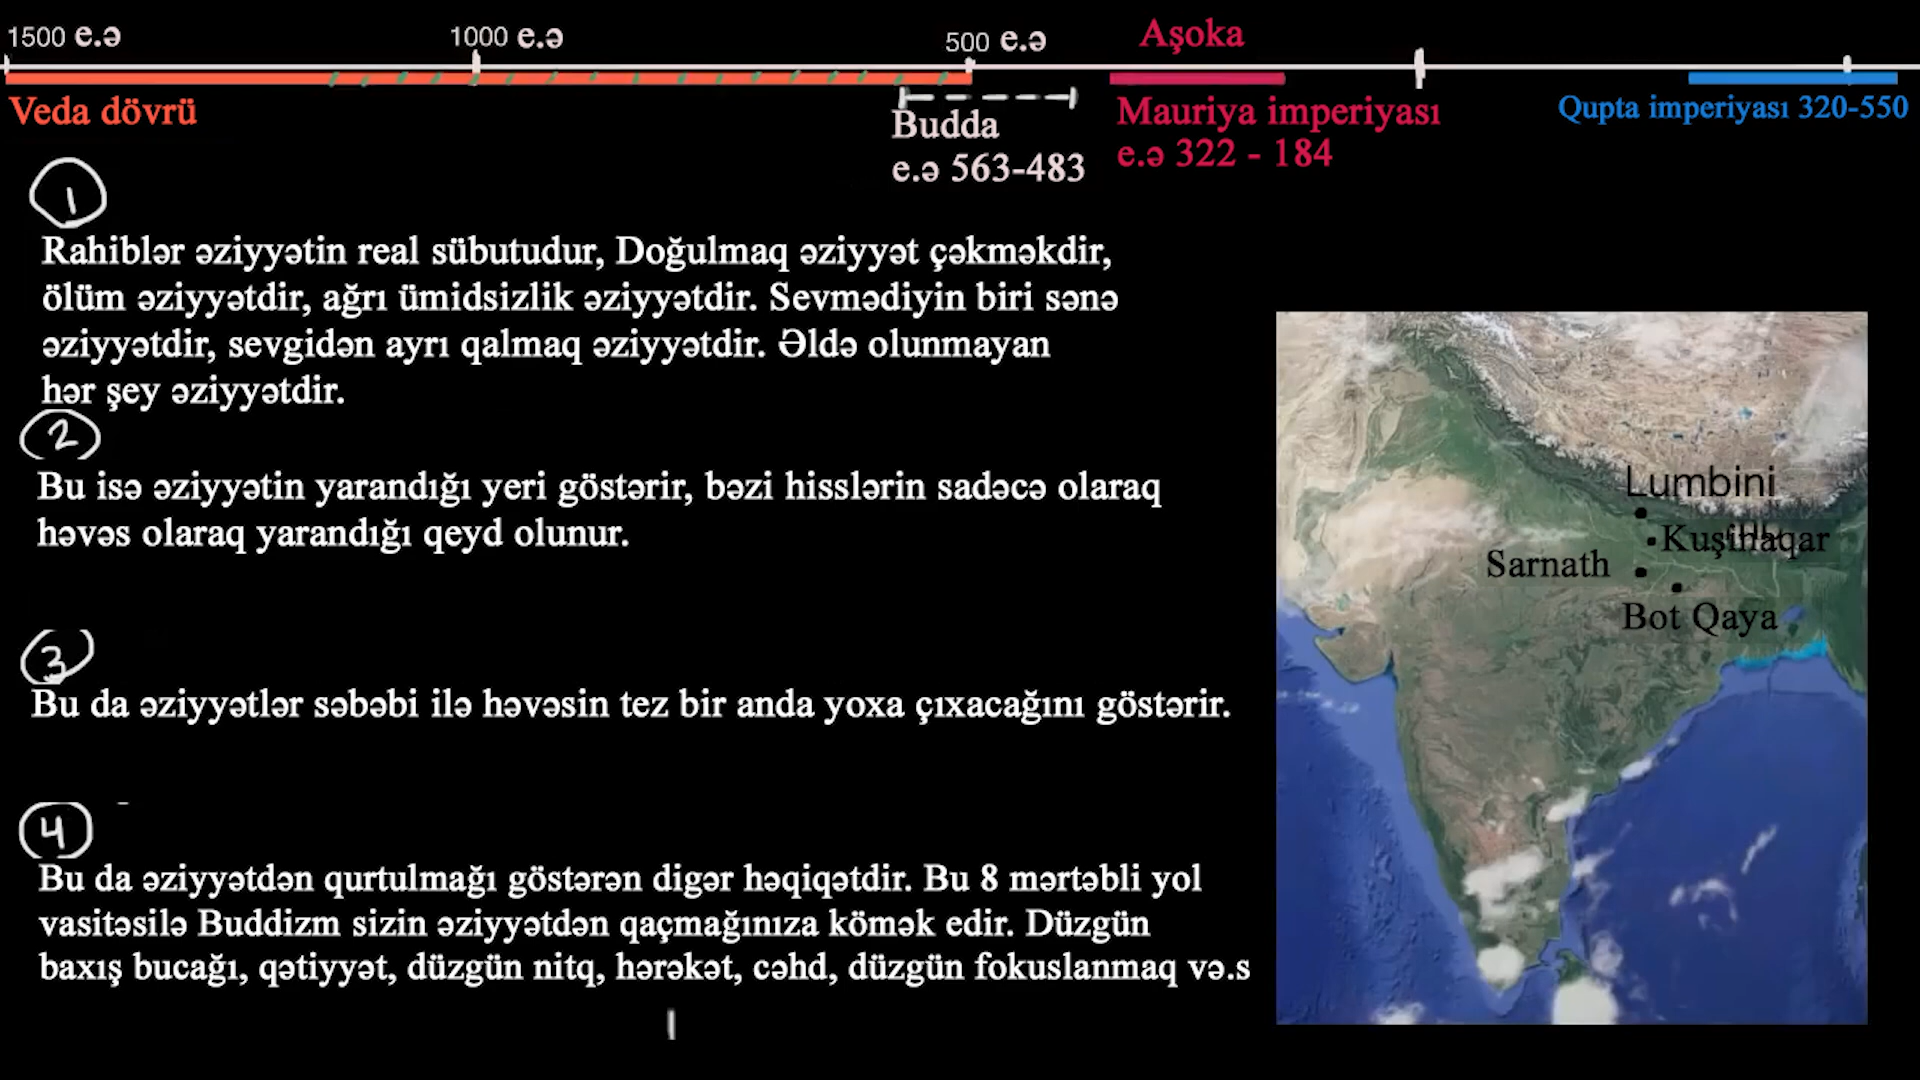 1500 e.ə
1000 e.ə
500 e.ə
Aşoka
Veda dövrü
Budda
e.ə 563-483
Mauriya imperiyası
e.ə 322 - 184
Qupta imperiyası 320-550
1
Rahiblər əziyyətin real sübutudur, Doğulmaq əziyyət çəkməkdir,
ölüm əziyyətdir, ağrı ümidsizlik əziyyətdir. Sevmədiyin biri sənə
əziyyətdir, sevgidən ayrı qalmaq əziyyətdir. Əldə olunmayan
hər şey əziyyətdir.
2
Bu isə əziyyətin yarandığı yeri göstərir, bəzi hisslərin sadəcə olaraq
həvəs olaraq yarandığı qeyd olunur.
3
Bu da əziyyətlər səbəbi ilə həvəsin tez bir anda yoxa çıxacağını göstərir.
4
Bu da əziyyətdən qurtulmağı göstərən digər həqiqətdir. Bu 8 mərtəbli yol
vasitəsilə Buddizm sizin əziyyətdən qaçmağınıza kömək edir. Düzgün
baxış bucağı, qətiyyət, düzgün nitq, hərəkət, cəhd, düzgün fokuslanmaq və.s
Lumbini
Kuşinaqar
Sarnath
Bot Qaya